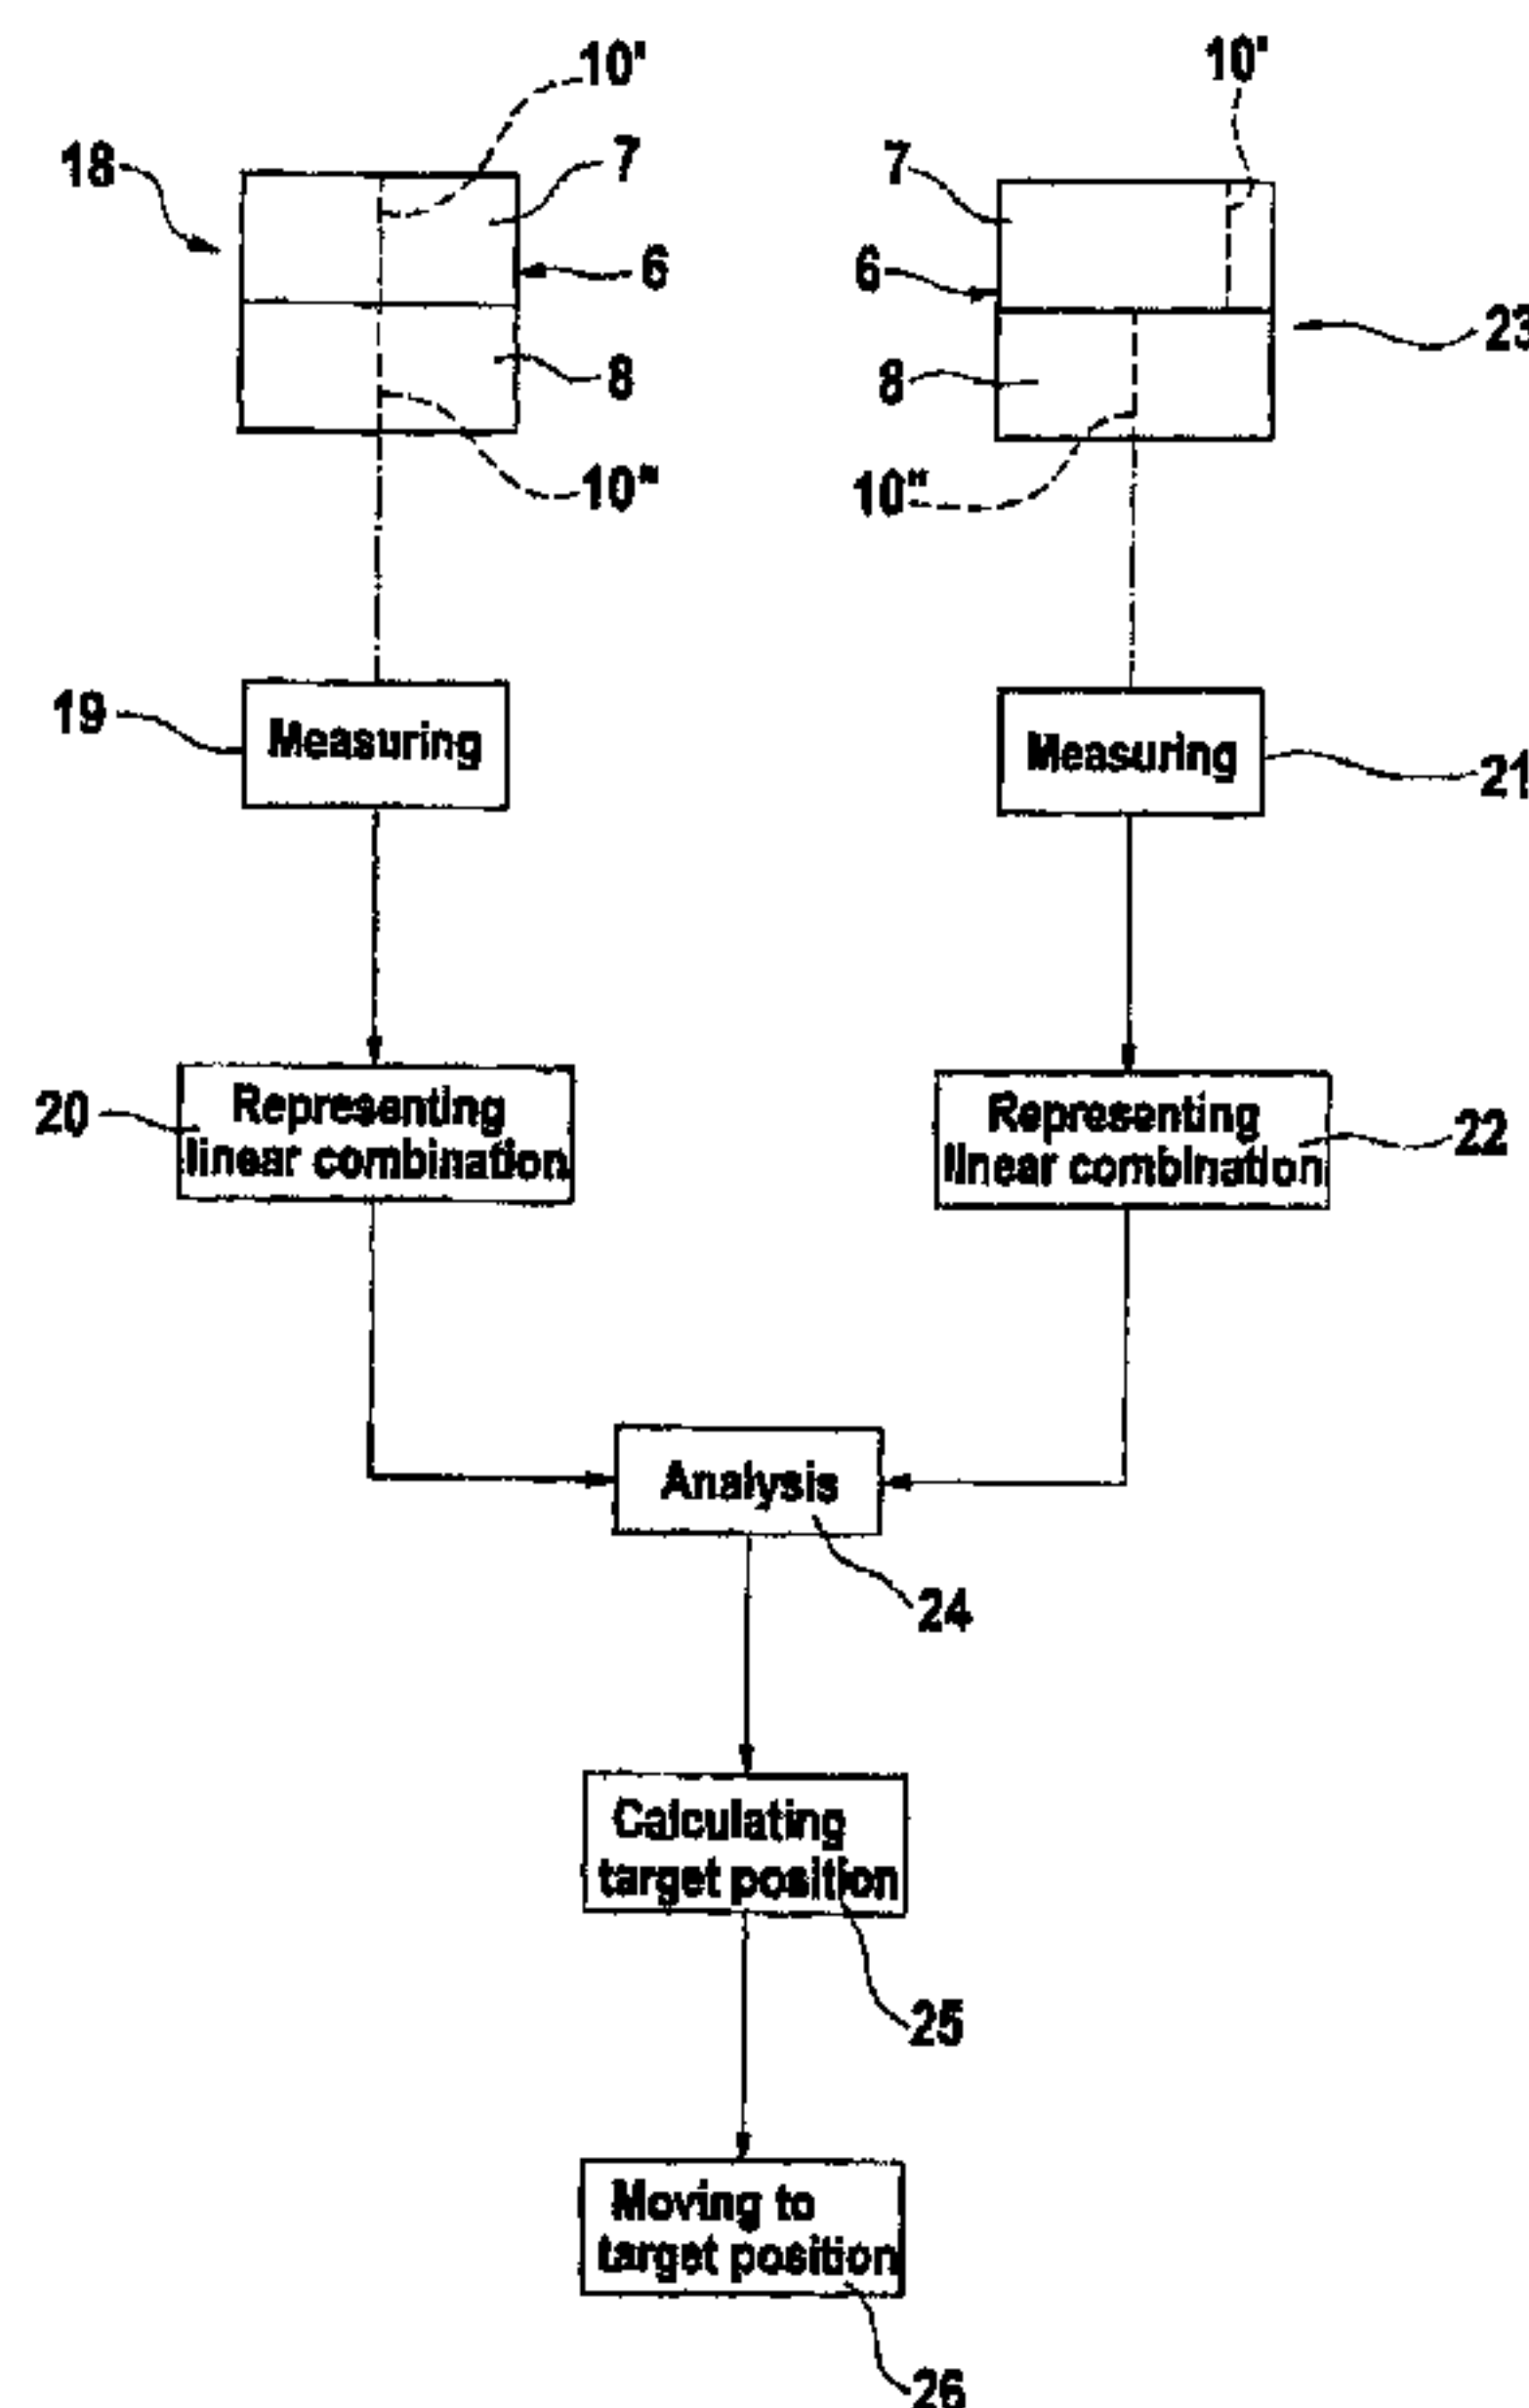 10'
10'
18
7
7
6
6
23
8
8
10"
10"
19
Measuring
Measuring
21
20
Representing
linear combination
Representing
linear combination
22
Analysis
24
Calculating
target position
25
Moving to
target position
26